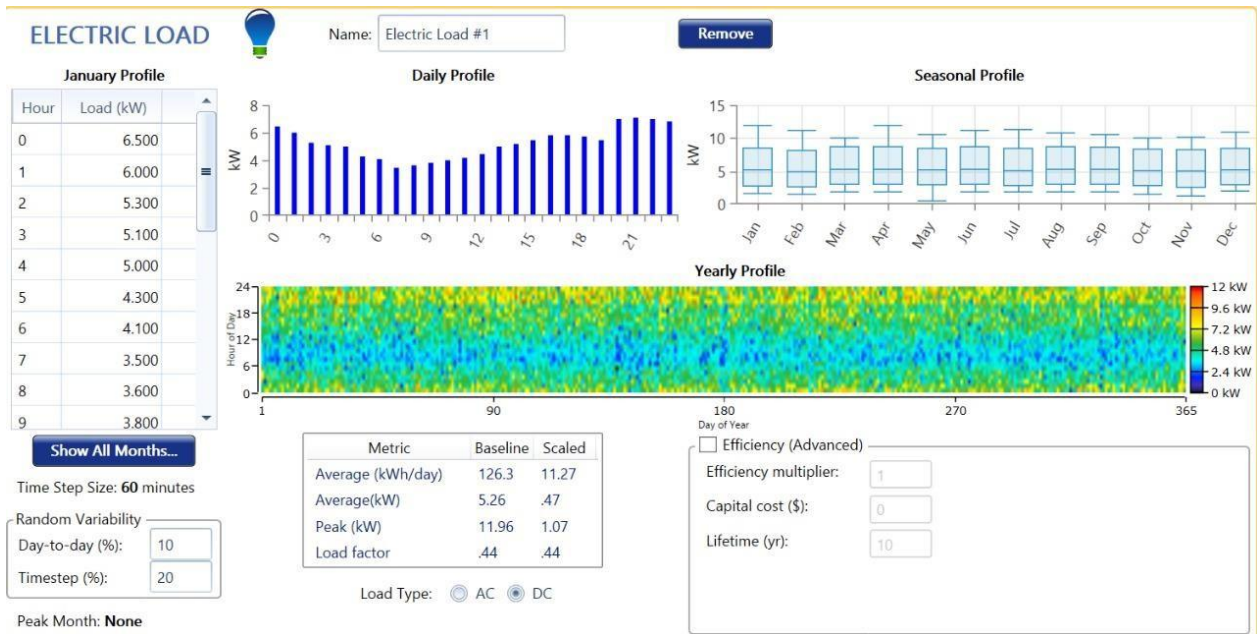 ELECTRIC LOAD
Name: Electric Load #1
Remove
January Profile
Hour Load (kW)
0 6.500
1 6.000
2 5.300
3 5.100
4 5.000
5 4.300
6 4.100
7 3.500
8 3.600
9 3.800
Show All Months...
Time Step Size: 60 minutes
Random Variability
Day-to-day (%): 10
Timestep (%): 20
Peak Month: None
Daily Profile
kW
8
6
4
2
0
0 3 6 9 12 15 18 21
Seasonal Profile
kW
15
10
5
0
Jan Feb Mar Apr May Jun Jul Aug Sep Oct Nov Dec
Yearly Profile
Hour of Day
24
18
12
6
0
1 90 180 270 365
Day of Year
12 kW
9.6 kW
7.2 kW
4.8 kW
2.4 kW
0 kW
Metric Baseline Scaled
Average (kWh/day) 126.3 11.27
Average(kW) 5.26 .47
Peak (kW) 11.96 1.07
Load factor .44 .44
Load Type: AC DC
Efficiency (Advanced)
Efficiency multiplier: 1
Capital cost ($): 0
Lifetime (yr): 10